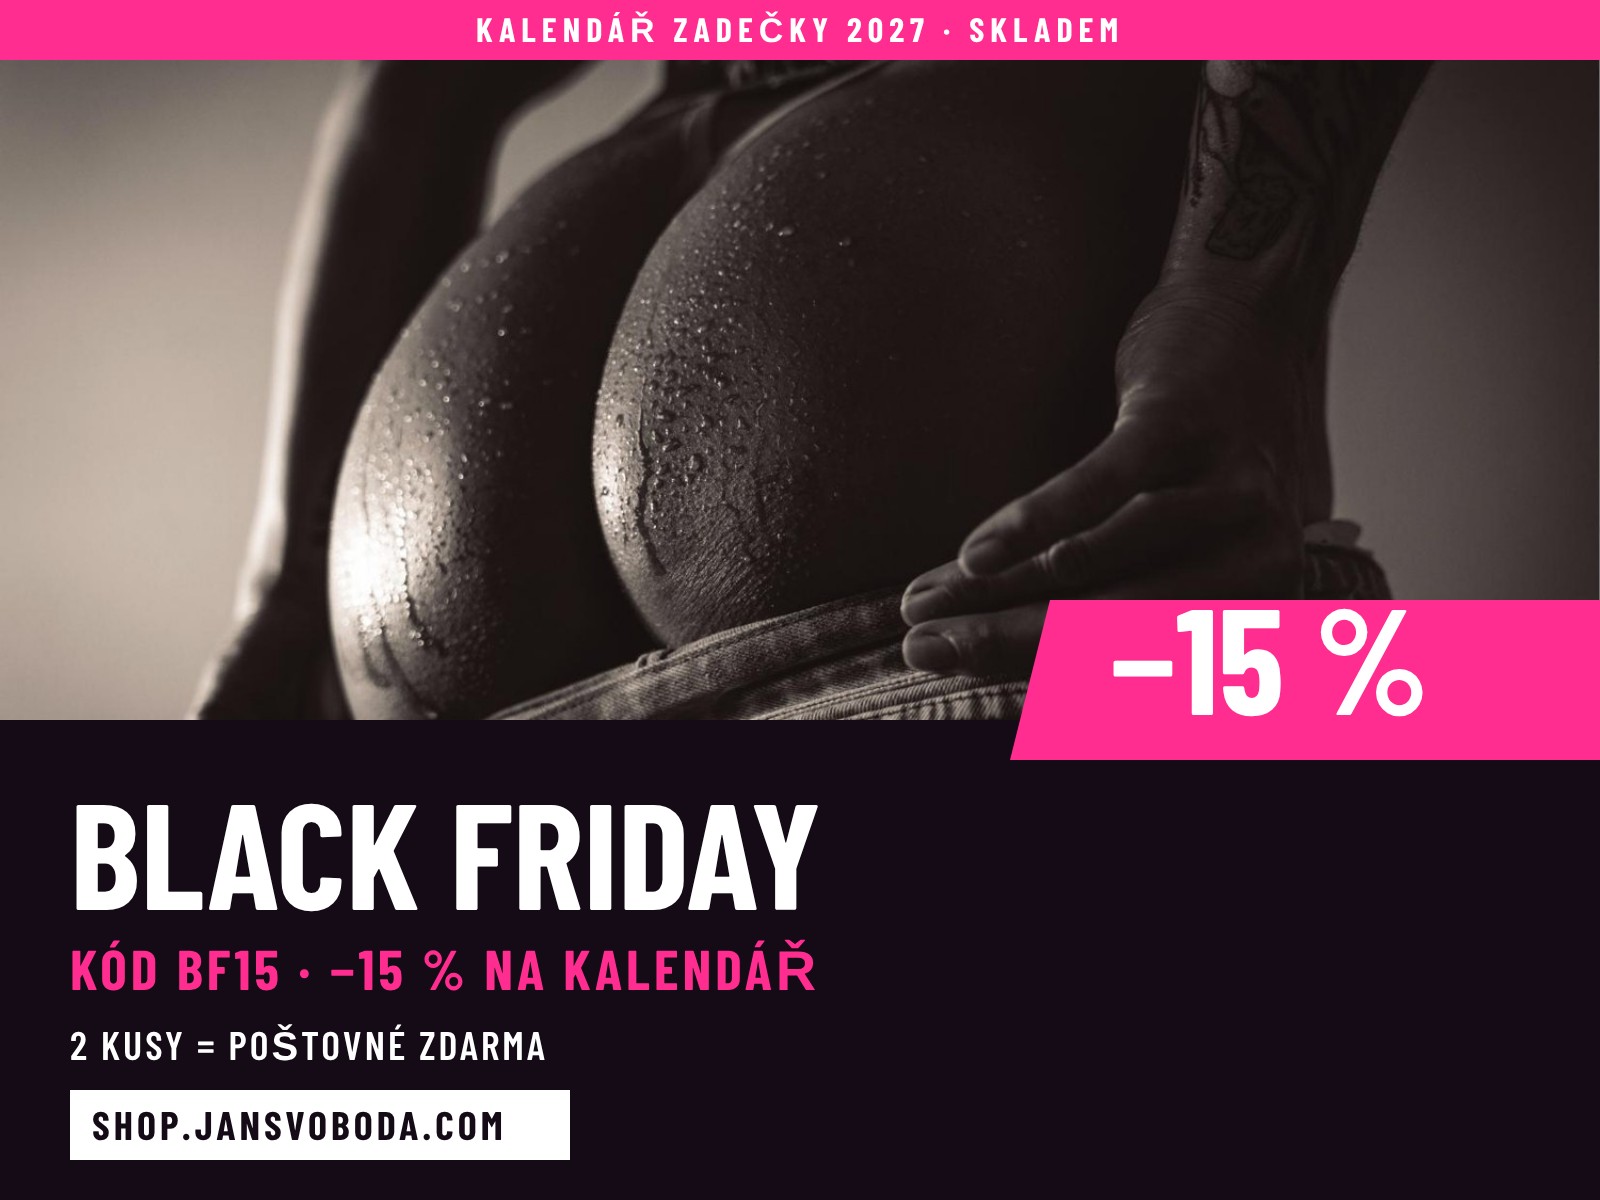 KALENDÁŘ ZADEČKY 2027 · SKLADEM
–15 %
BLACK FRIDAY
KÓD BF15 · –15 % NA KALENDÁŘ
2 KUSY = POŠTOVNÉ ZDARMA
SHOP.JANSVOBODA.COM